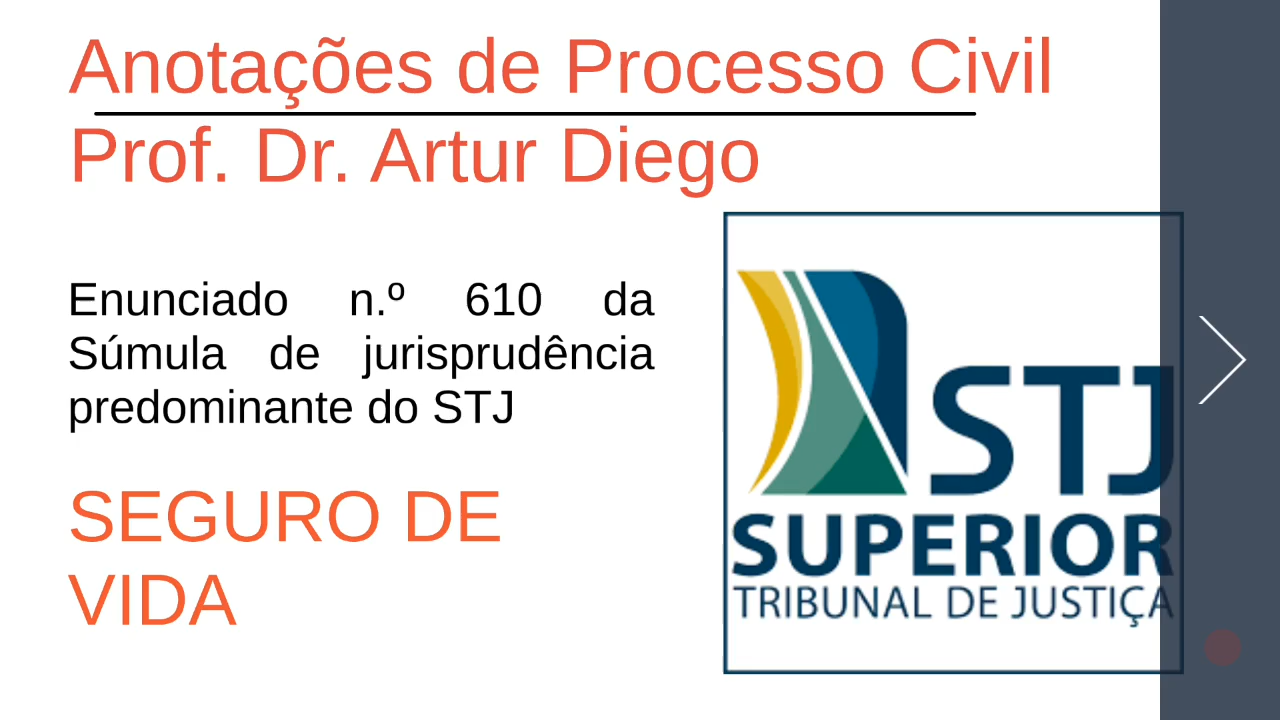 Anotações de Processo Civil
Prof. Dr. Artur Diego
Enunciado n.º 610 da
Súmula de jurisprudência
predominante do STJ
SEGURO DE
VIDA
STJ
SUPERIOR
TRIBUNAL DE JUSTIÇA